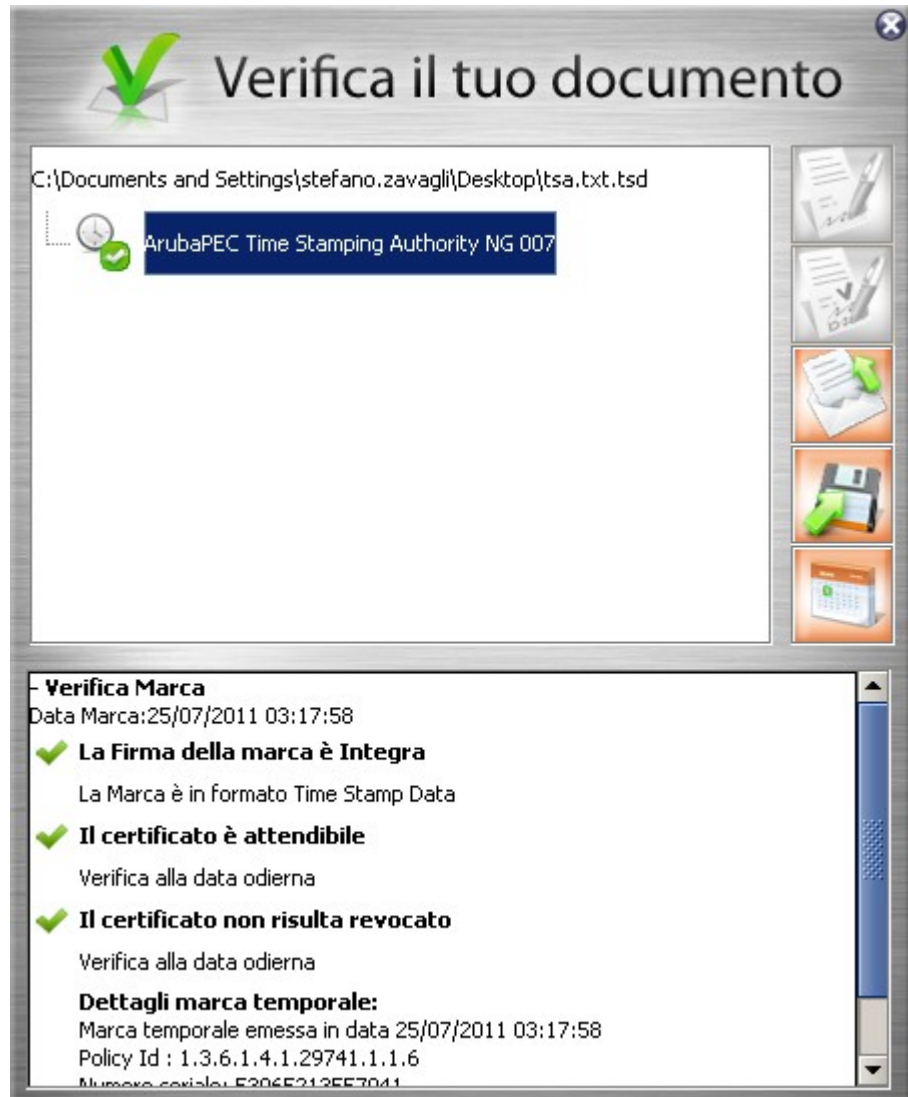 Verifica il tuo documento
C:\Documents and Settings\stefano.zavagli\Desktop\tsa.txt.tsd
ArubaPEC Time Stamping Authority NG 007
- Verifica Marca
Data Marca:25/07/2011 03:17:58
La Firma della marca è Integra
La Marca è in formato Time Stamp Data
Il certificato è attendibile
Verifica alla data odierna
Il certificato non risulta revocato
Verifica alla data odierna
Dettagli marca temporale:
Marca temporale emessa in data 25/07/2011 03:17:58
Policy Id : 1.3.6.1.4.1.29741.1.1.6
Numero seriale: